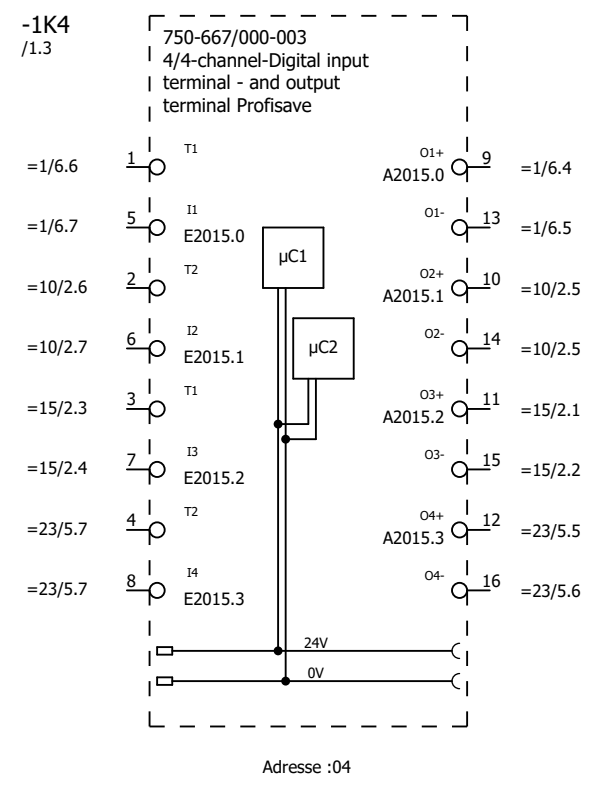 -1K4
/1.3
750-667/000-003
4/4-channel-Digital input
terminal - and output
terminal Profisave
=1/6.6 1 T1 O1+ A2015.0 9 =1/6.4
=1/6.7 5 I1 E2015.0 O1- 13 =1/6.5
µC1
=10/2.6 2 T2 O2+ A2015.1 10 =10/2.5
=10/2.7 6 I2 E2015.1 µC2 O2- 14 =10/2.5
=15/2.3 3 T1 O3+ A2015.2 11 =15/2.1
=15/2.4 7 I3 E2015.2 O3- 15 =15/2.2
=23/5.7 4 T2 O4+ A2015.3 12 =23/5.5
=23/5.7 8 I4 E2015.3 O4- 16 =23/5.6
24V
0V
Adresse :04